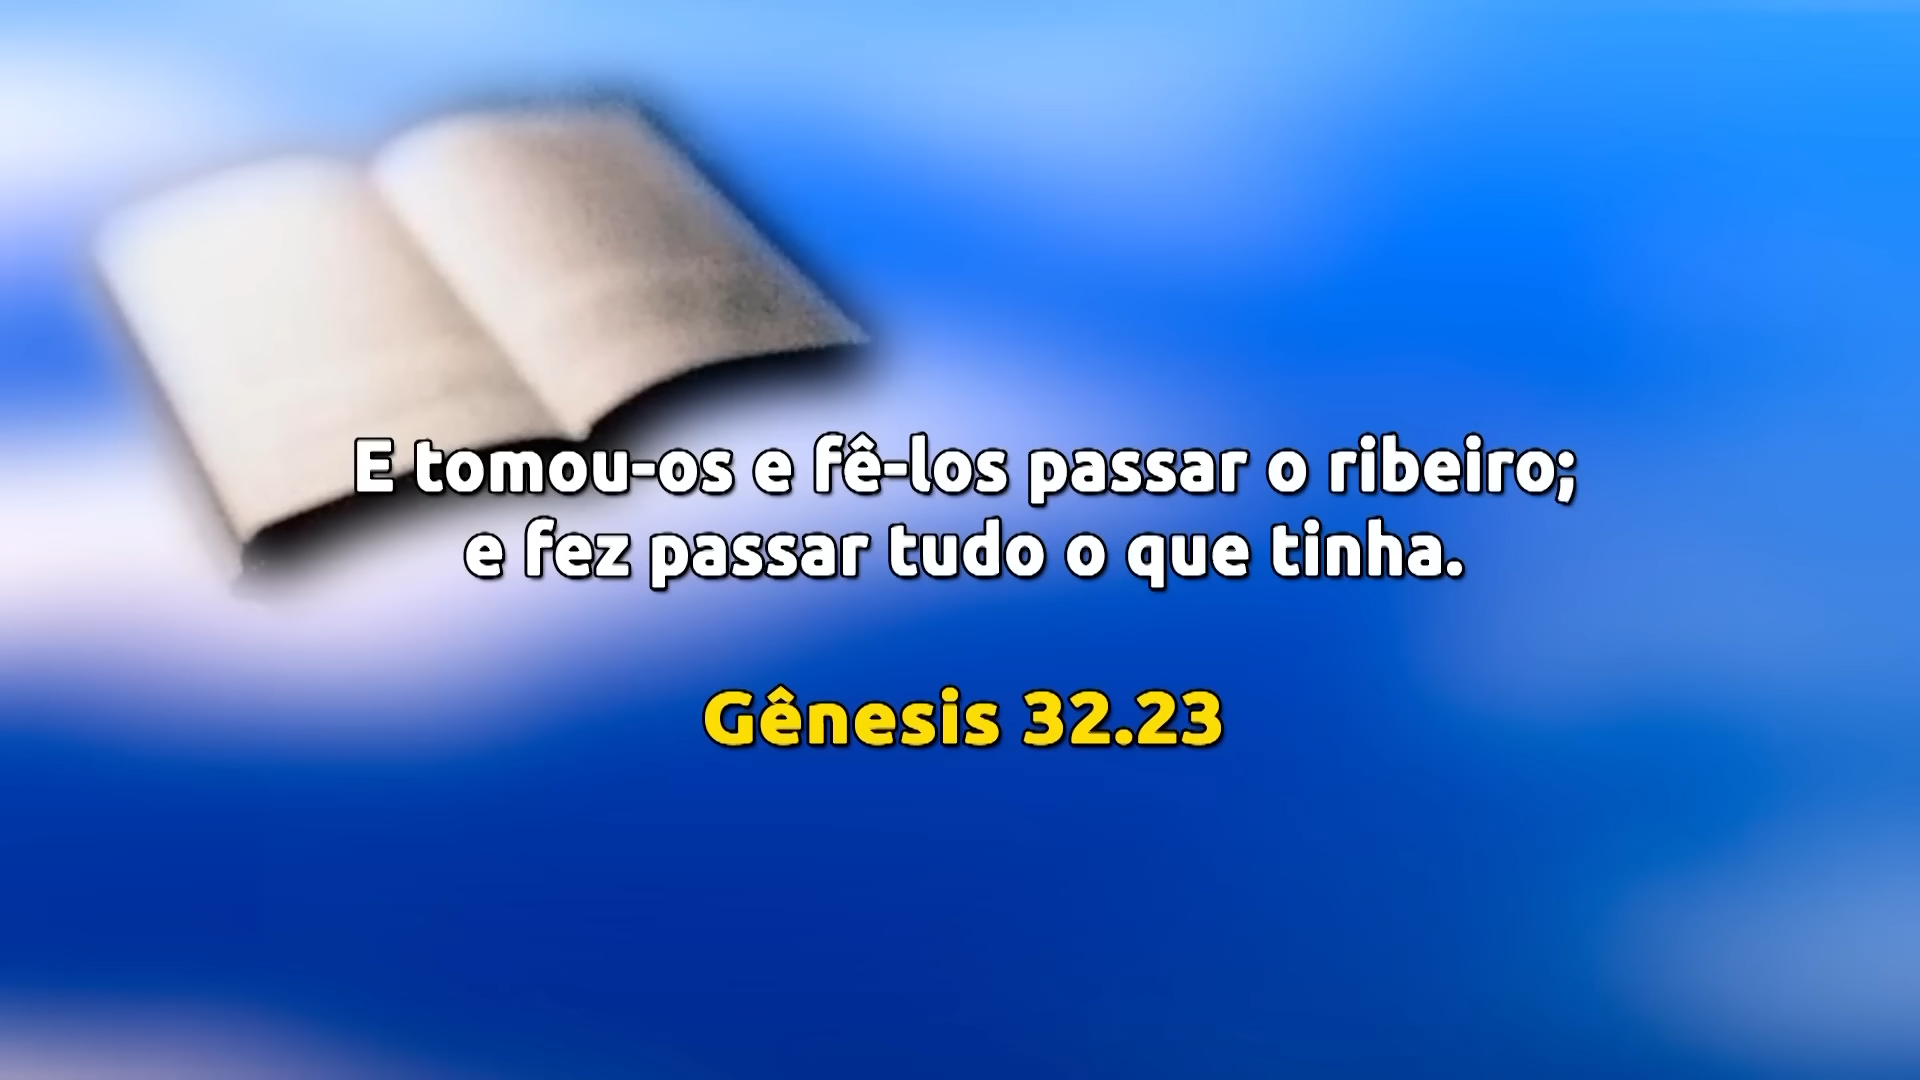 E tomou-os e fê-los passar o ribeiro;
e fez passar tudo o que tinha.
Gênesis 32.23